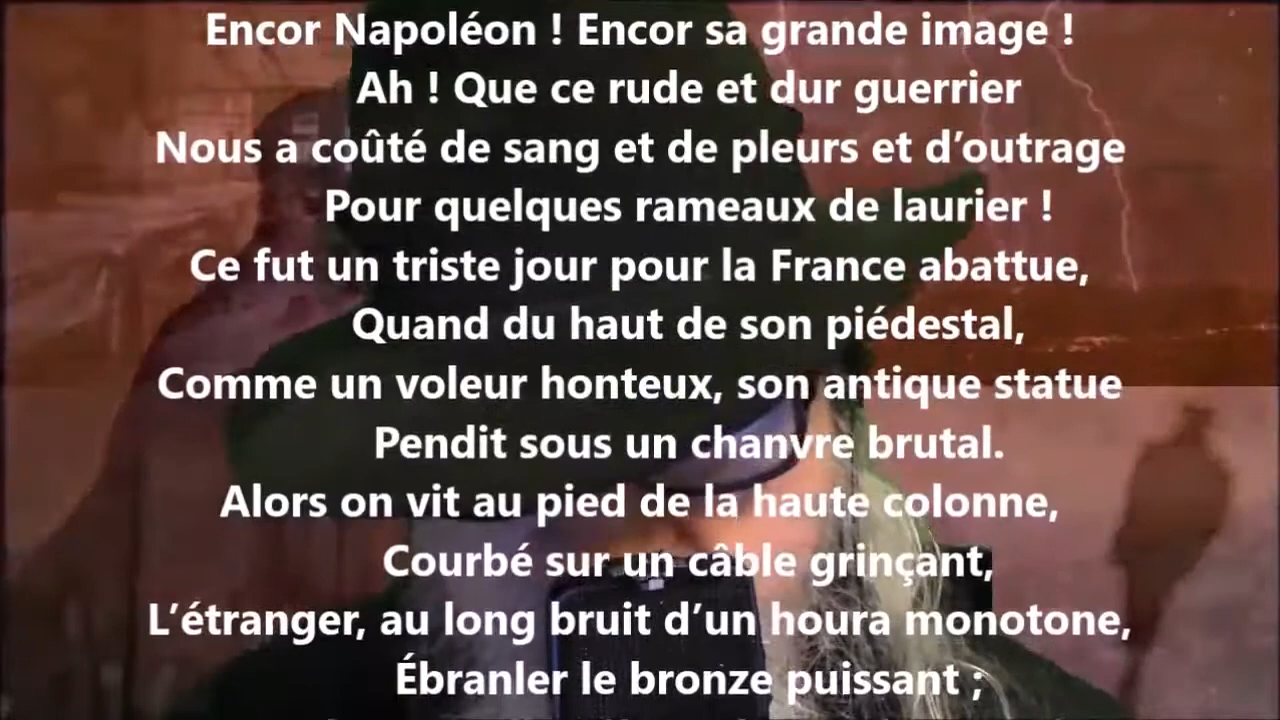 Encor Napoléon ! Encor sa grande image !
Ah ! Que ce rude et dur guerrier
Nous a coûté de sang et de pleurs et d’outrage
Pour quelques rameaux de laurier !
Ce fut un triste jour pour la France abattue,
Quand du haut de son piédestal,
Comme un voleur honteux, son antique statue
Pendit sous un chanvre brutal.
Alors on vit au pied de la haute colonne,
Courbé sur un câble grinçant,
L’étranger, au long bruit d’un houra monotone,
Ébranler le bronze puissant ;